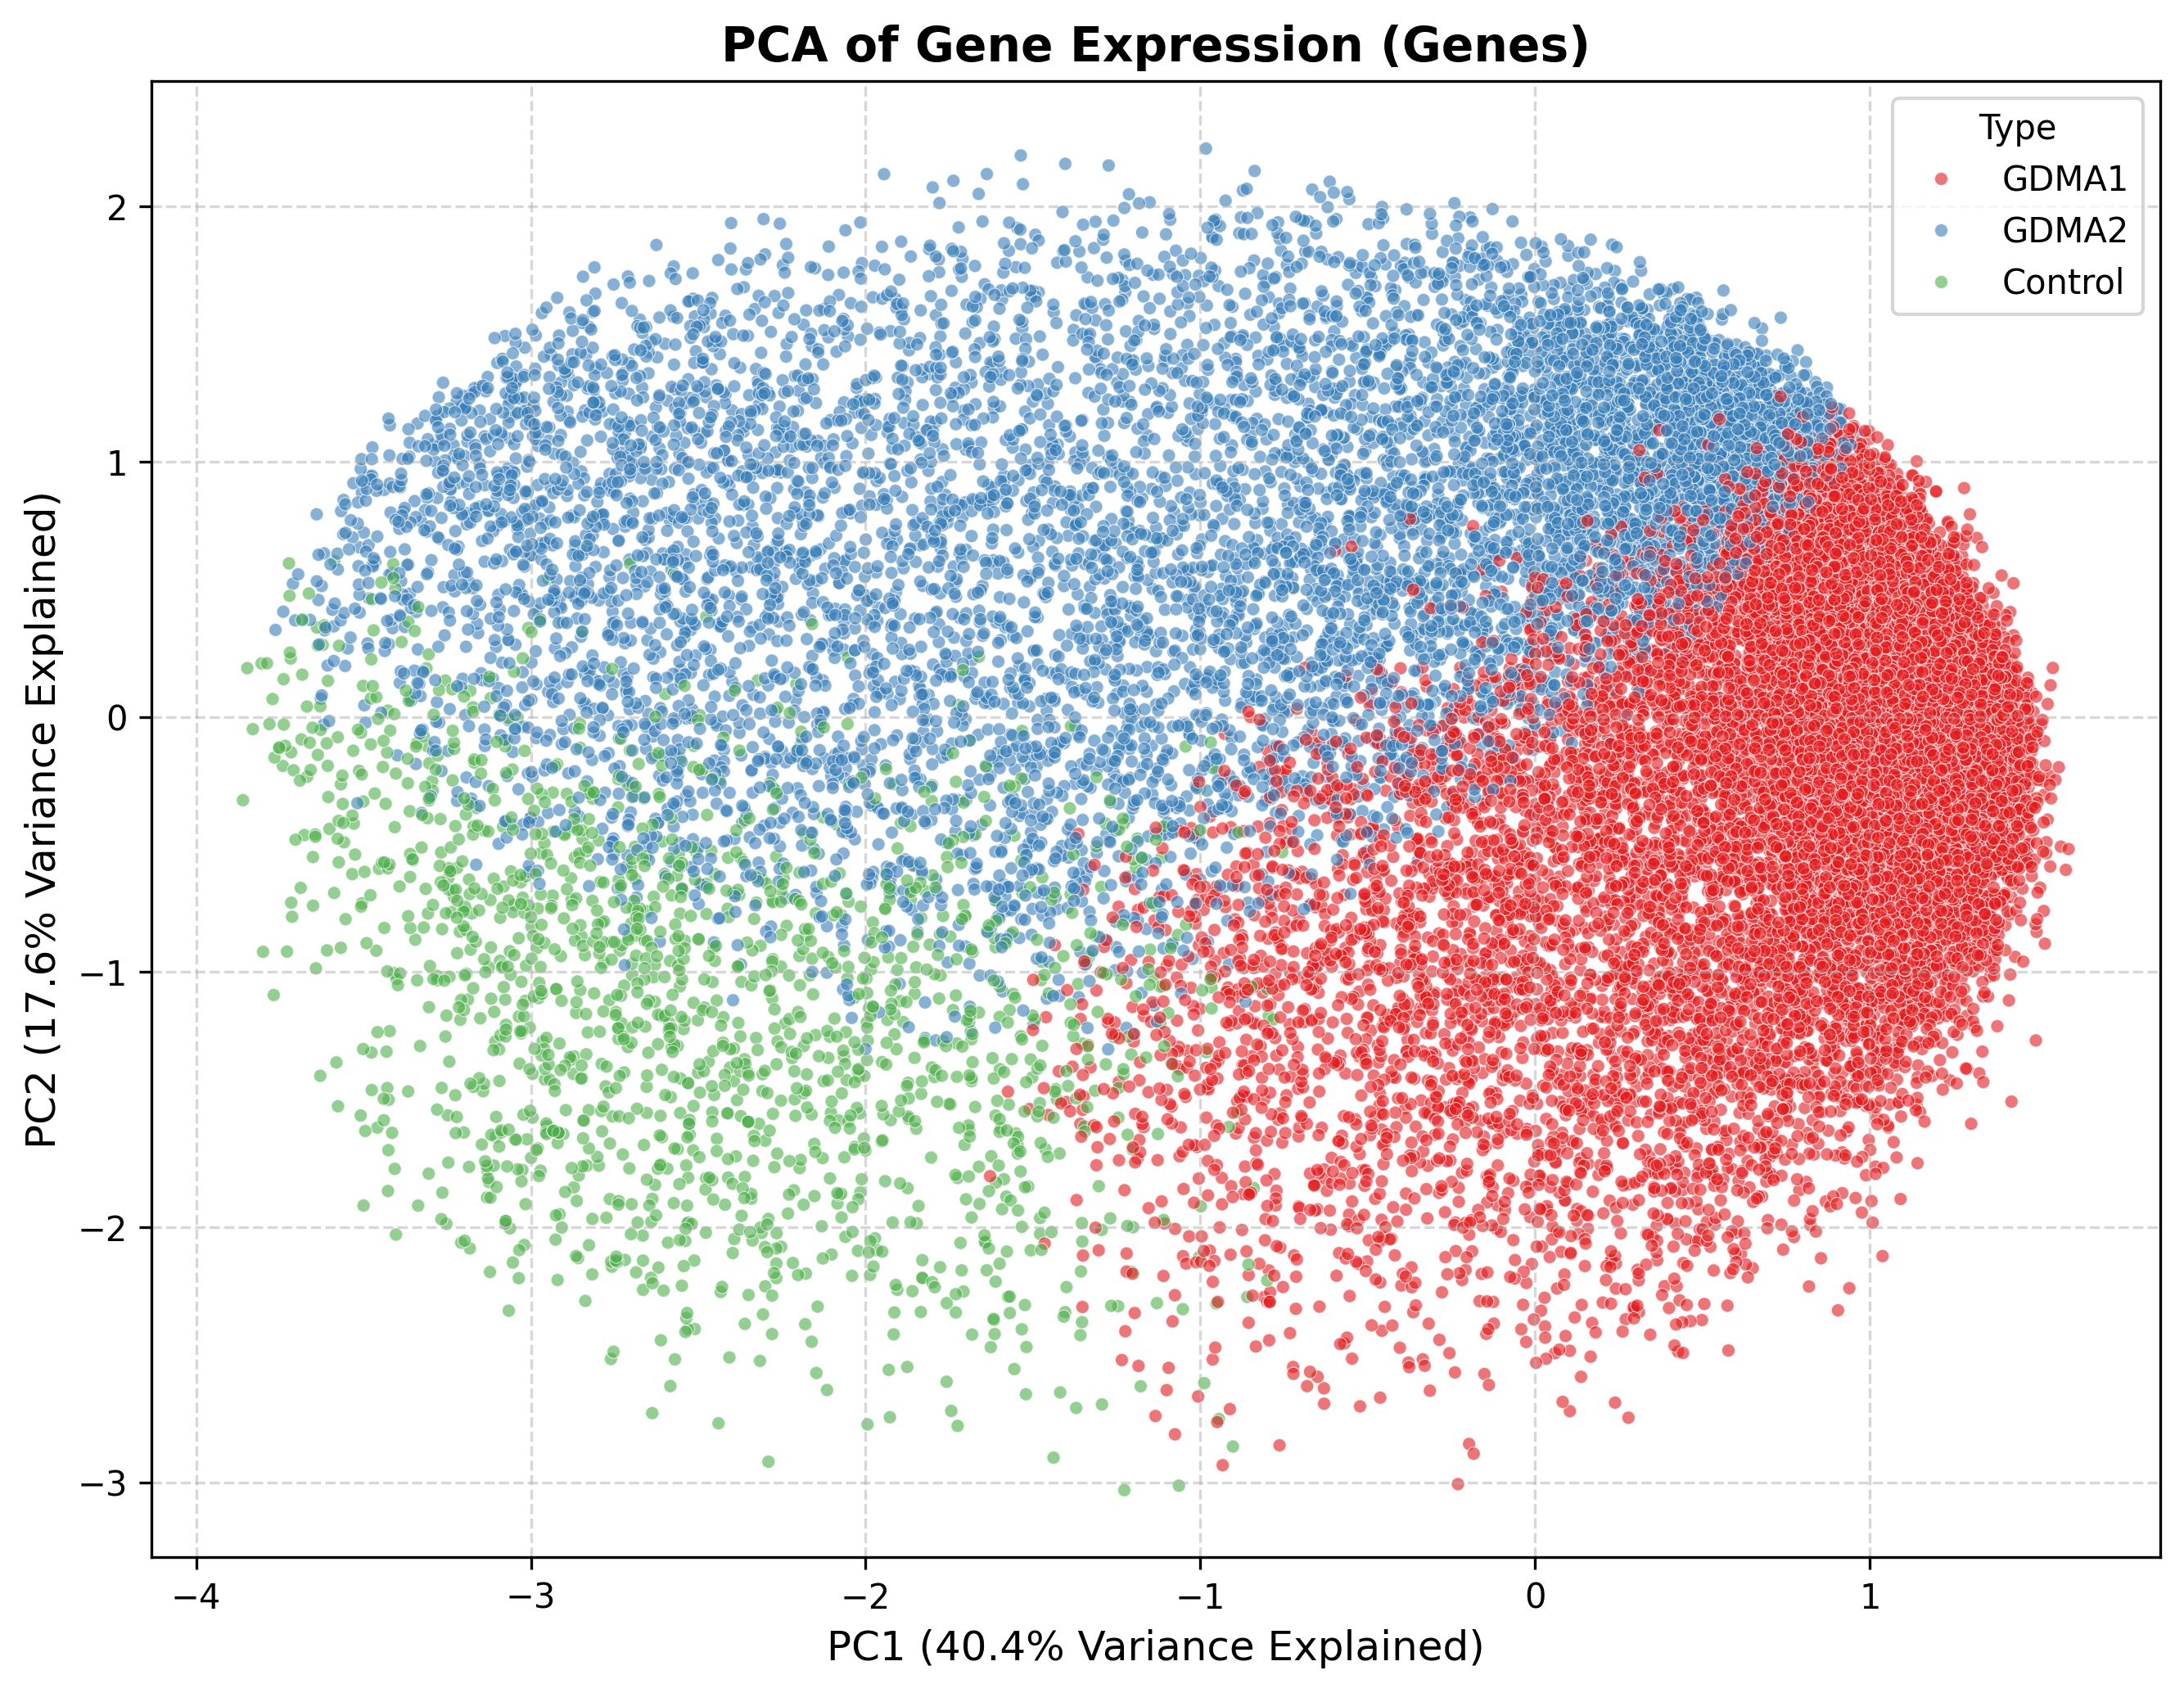 PCA of Gene Expression (Genes)
Type
GDMA1
GDMA2
Control
PC2 (17.6% Variance Explained)
2
1
0
−1
−2
−3
−4
−3
−2
−1
0
1
PC1 (40.4% Variance Explained)